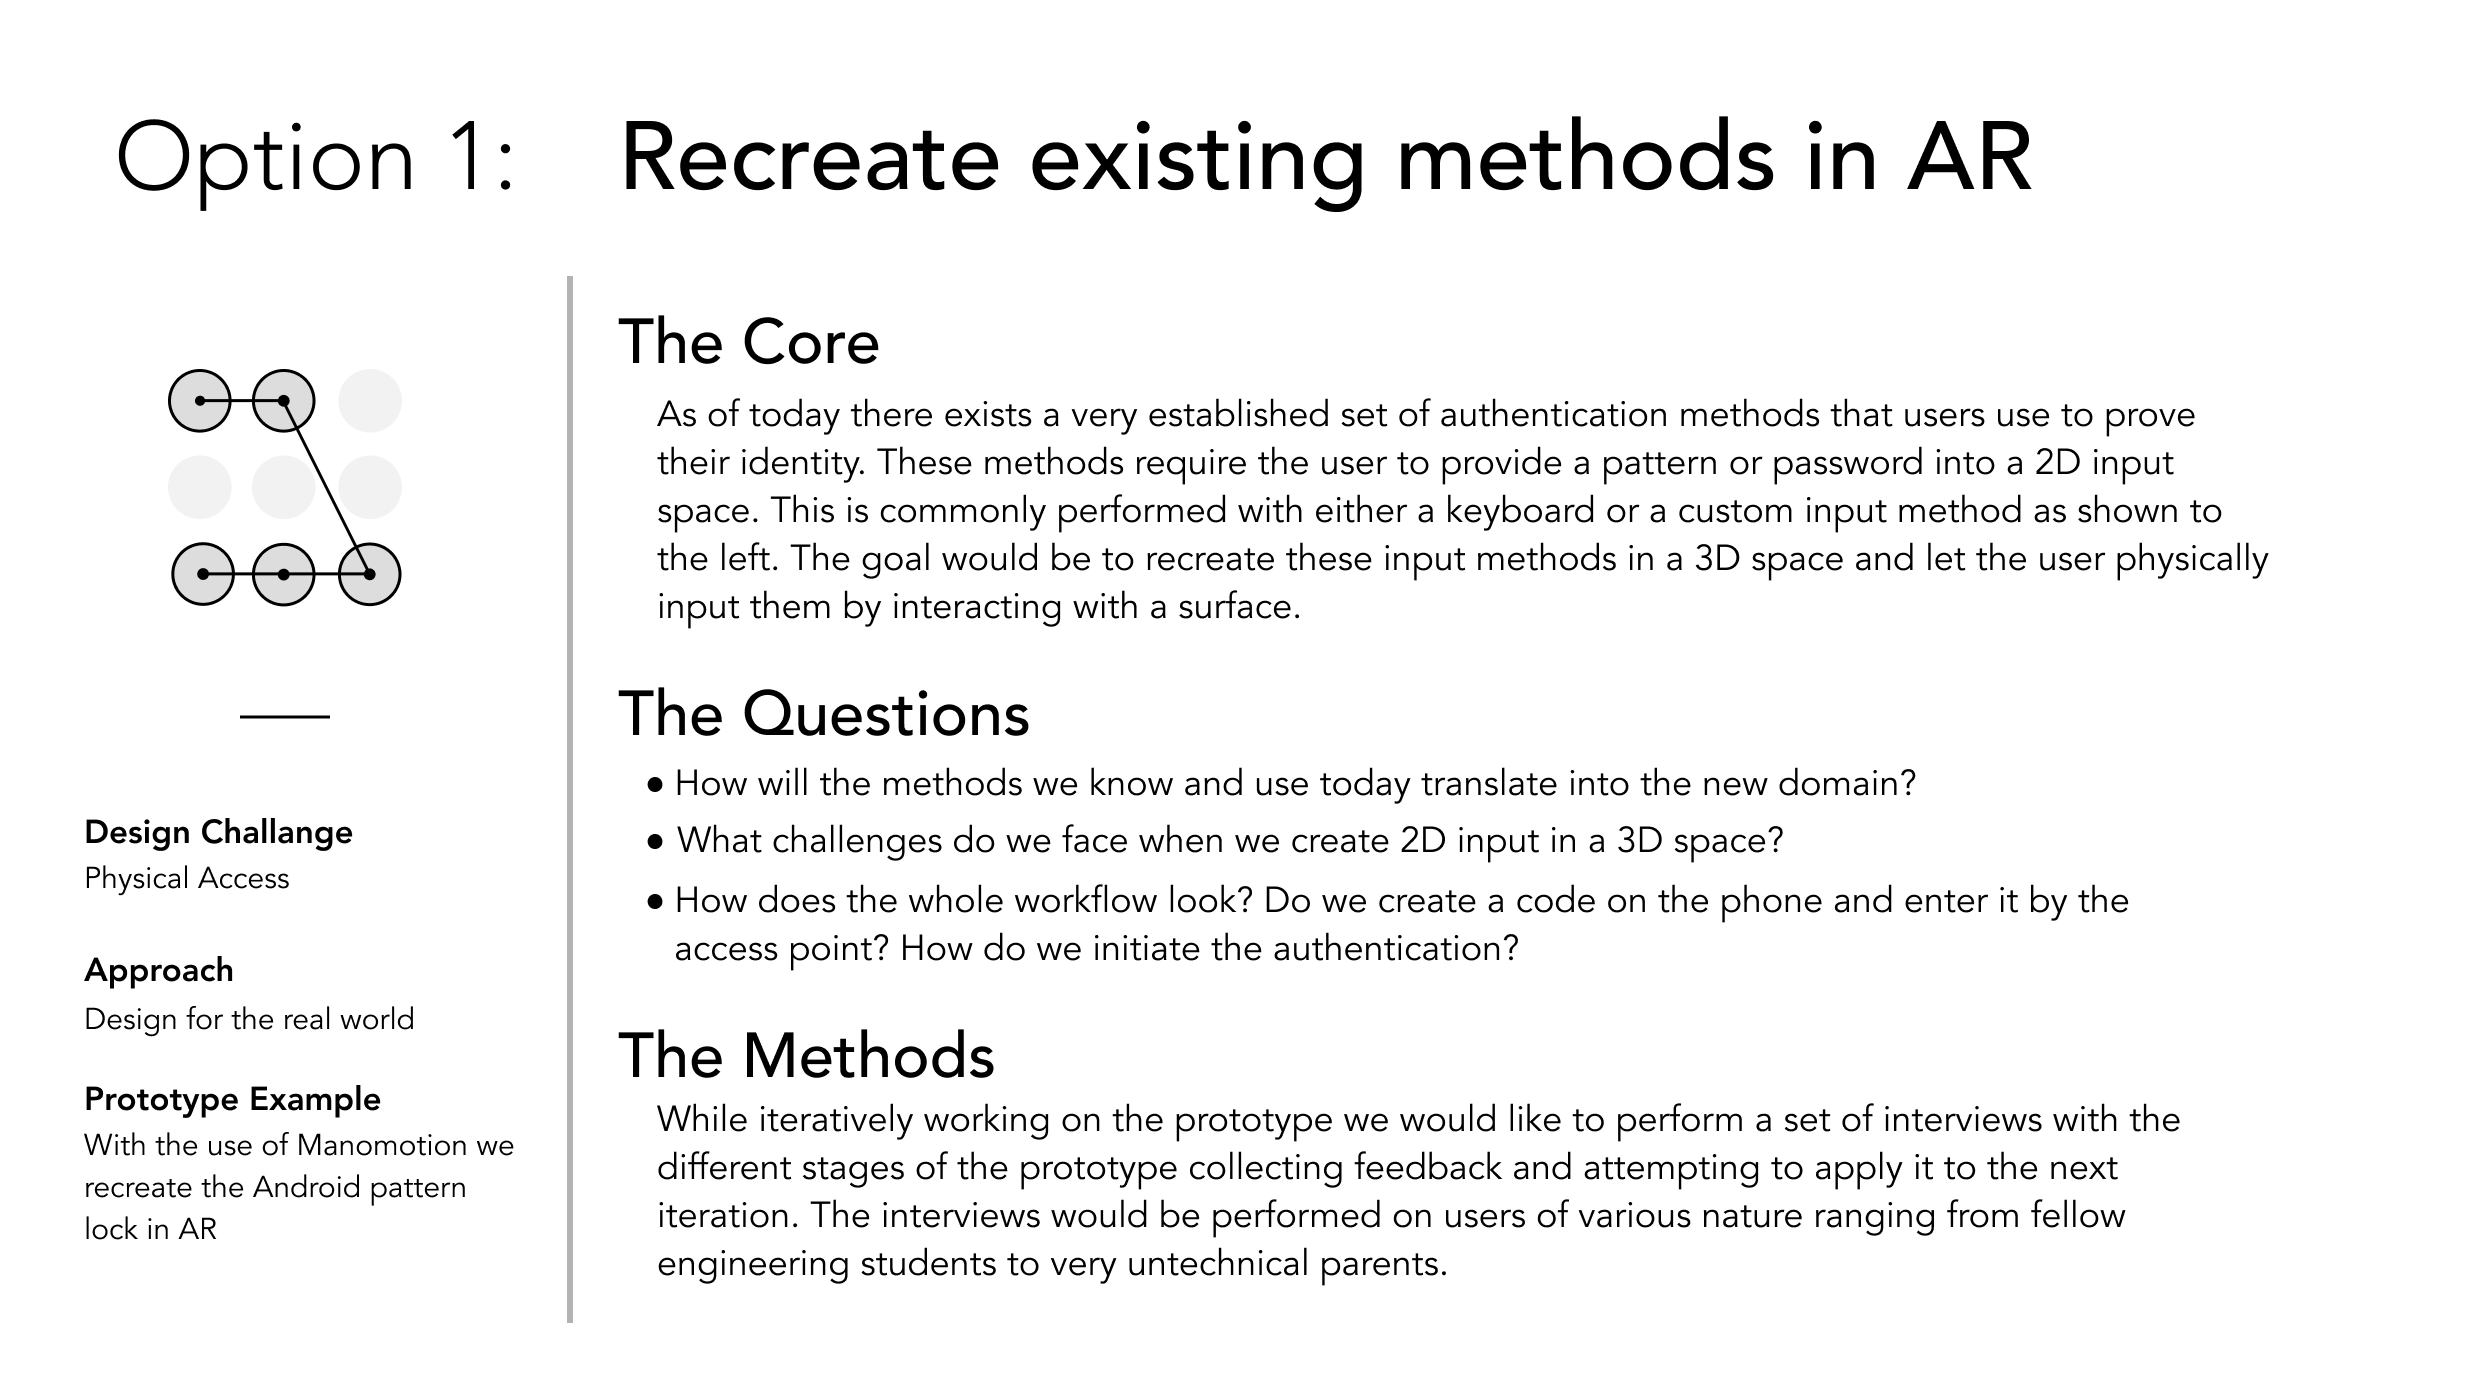 Option 1: Recreate existing methods in AR
Design Challange
Physical Access
Approach
Design for the real world
Prototype Example
With the use of Manomotion we
recreate the Android pattern
lock in AR
The Core
As of today there exists a very established set of authentication methods that users use to prove
their identity. These methods require the user to provide a pattern or password into a 2D input
space. This is commonly performed with either a keyboard or a custom input method as shown to
the left. The goal would be to recreate these input methods in a 3D space and let the user physically
input them by interacting with a surface.
The Questions
• How will the methods we know and use today translate into the new domain?
• What challenges do we face when we create 2D input in a 3D space?
• How does the whole workflow look? Do we create a code on the phone and enter it by the
access point? How do we initiate the authentication?
The Methods
While iteratively working on the prototype we would like to perform a set of interviews with the
different stages of the prototype collecting feedback and attempting to apply it to the next
iteration. The interviews would be performed on users of various nature ranging from fellow
engineering students to very untechnical parents.